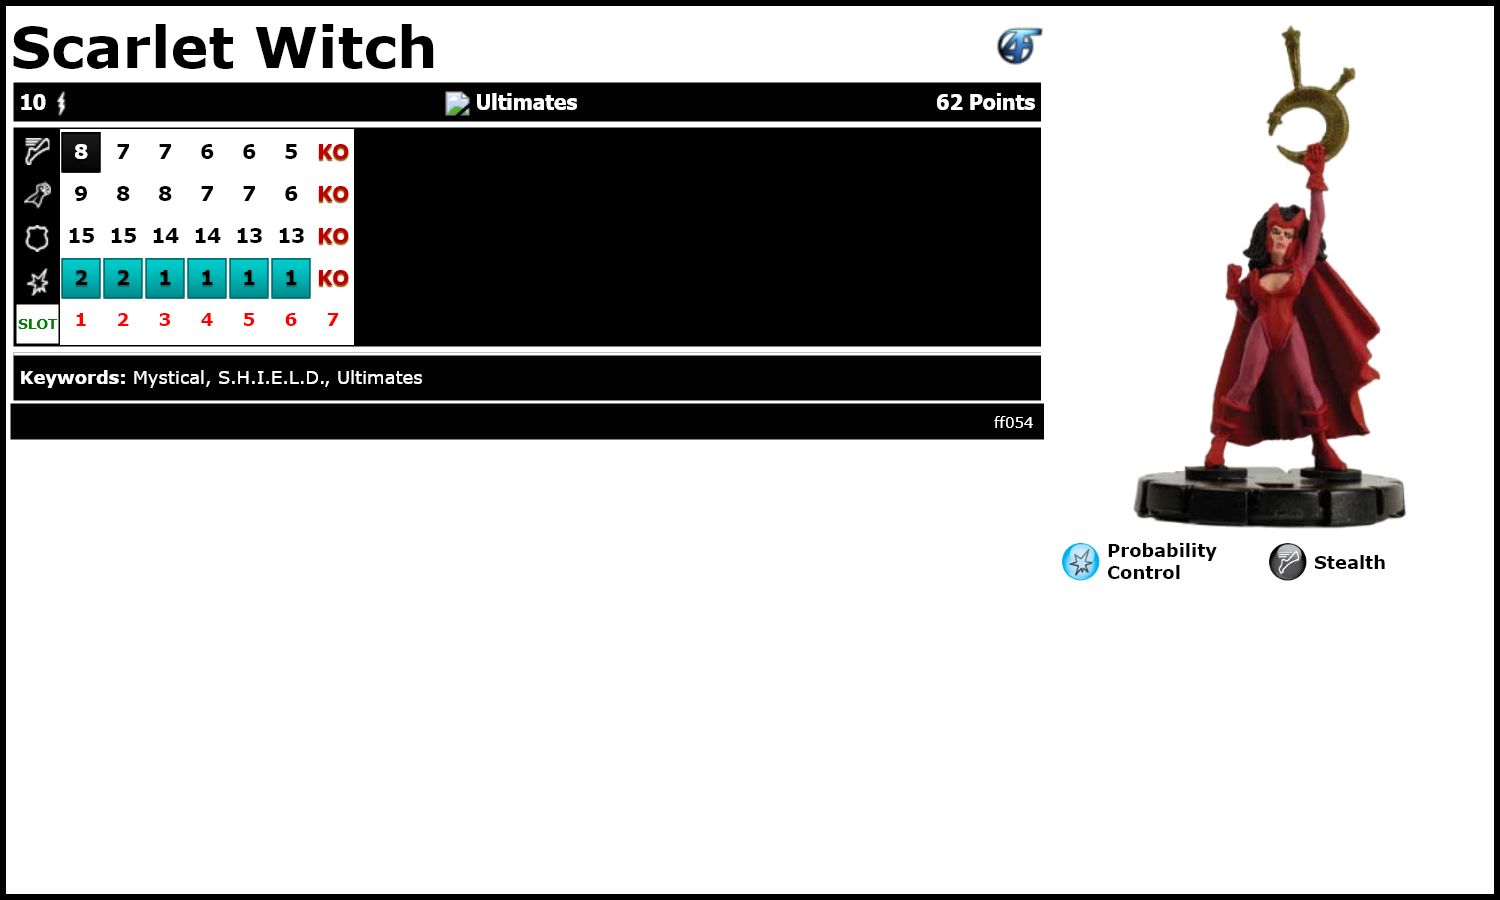 Scarlet Witch
10 Ultimates 62 Points
8 7 7 6 6 5 KO
9 8 8 7 7 6 KO
15 15 14 14 13 13 KO
2 2 1 1 1 1 KO
SLOT 1 2 3 4 5 6 7
Keywords: Mystical, S.H.I.E.L.D., Ultimates
ff054
Probability
Control
Stealth